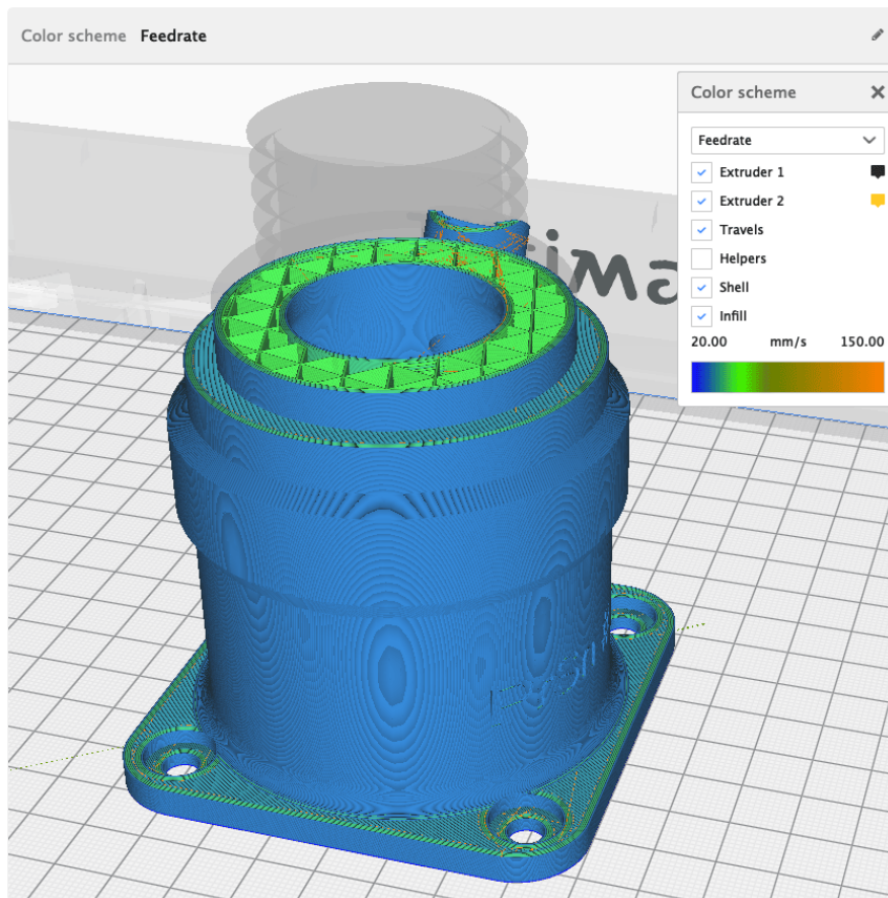 Color scheme Feedrate
Color scheme
Feedrate
Extruder 1
Extruder 2
Travels
Helpers
Shell
Infill
20.00 mm/s 150.00